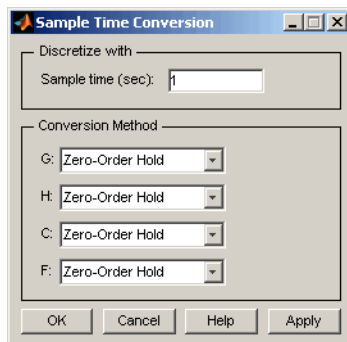 Sample Time Conversion
Discretize with
Sample time (sec): 1
Conversion Method
G: Zero-Order Hold
H: Zero-Order Hold
C: Zero-Order Hold
F: Zero-Order Hold
OK Cancel Help Apply